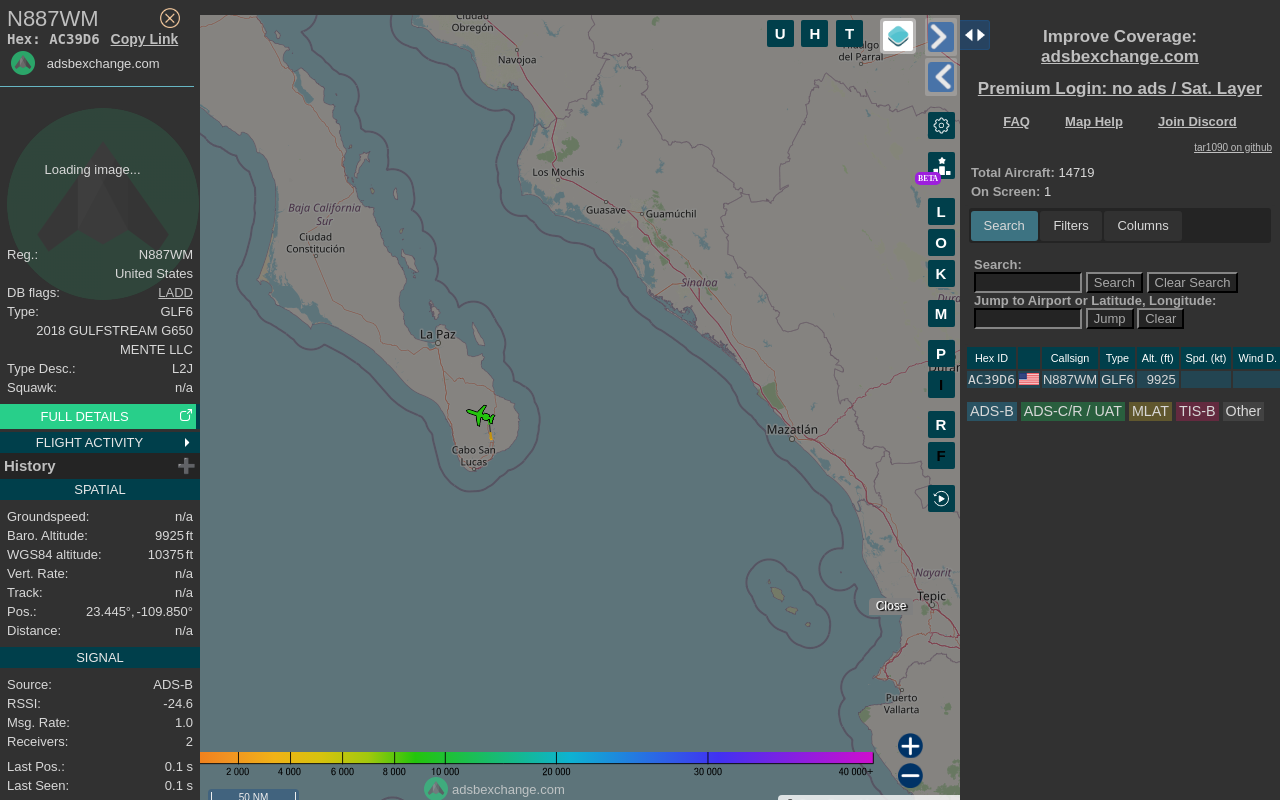 N887WM
Hex: AC39D6 Copy Link
adsbexchange.com
Loading image...
Reg.: N887WM
United States
DB flags: LADD
Type: GLF6
2018 GULFSTREAM G650
MENTE LLC
Type Desc.: L2J
Squawk: n/a
FULL DETAILS
FLIGHT ACTIVITY
History
SPATIAL
Groundspeed: n/a
Baro. Altitude: 9925 ft
WGS84 altitude: 10375 ft
Vert. Rate: n/a
Track: n/a
Pos.: 23.445°, -109.850°
Distance: n/a
SIGNAL
Source: ADS-B
RSSI: -24.6
Msg. Rate: 1.0
Receivers: 2
Last Pos.: 0.1 s
Last Seen: 0.1 s
Ciudad
Obregón
Navojoa
Hidalgo
del Parral
Los Mochis
Guasave
Guamúchil
Baja California
Sur
Ciudad
Constitución
Sinaloa
La Paz
Mazatlán
Cabo San
Lucas
Nayarit
Tepic
Close
Puerto
Vallarta
U H T
BETA
L
O
K
M
P
I
R
F
2 000 4 000 6 000 8 000 10 000 20 000 30 000 40 000+
adsbexchange.com
50 NM
Improve Coverage:
adsbexchange.com
Premium Login: no ads / Sat. Layer
FAQ Map Help Join Discord
tar1090 on github
Total Aircraft: 14719
On Screen: 1
Search Filters Columns
Search:
Search Clear Search
Jump to Airport or Latitude, Longitude:
Jump Clear
Hex ID Callsign Type Alt. (ft) Spd. (kt) Wind D.
AC39D6 N887WM GLF6 9925
ADS-B ADS-C/R / UAT MLAT TIS-B Other